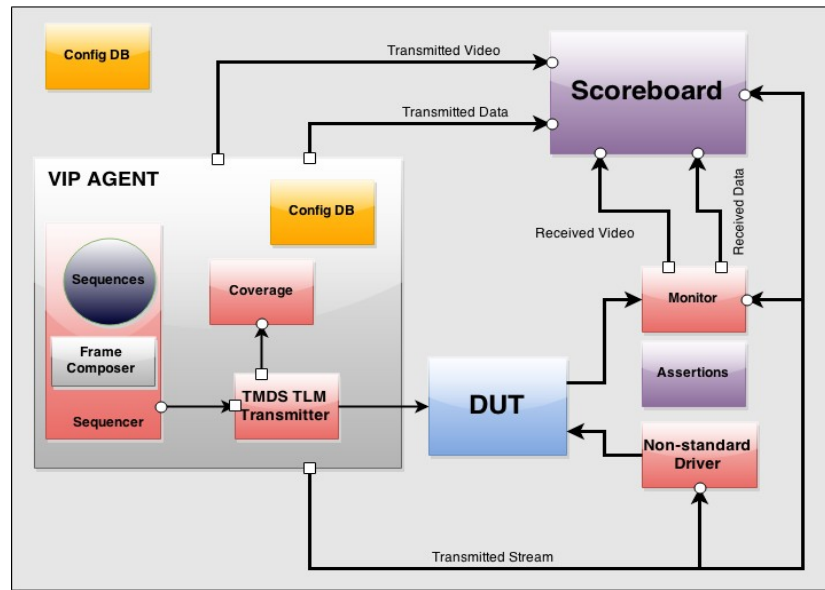 Config DB
Transmitted Video
Scoreboard
Transmitted Data
VIP AGENT
Config DB
Sequences
Coverage
Frame
Composer
Sequencer
TMDS TLM
Transmitter
DUT
Received Video
Received Data
Monitor
Assertions
Non-standard
Driver
Transmitted Stream